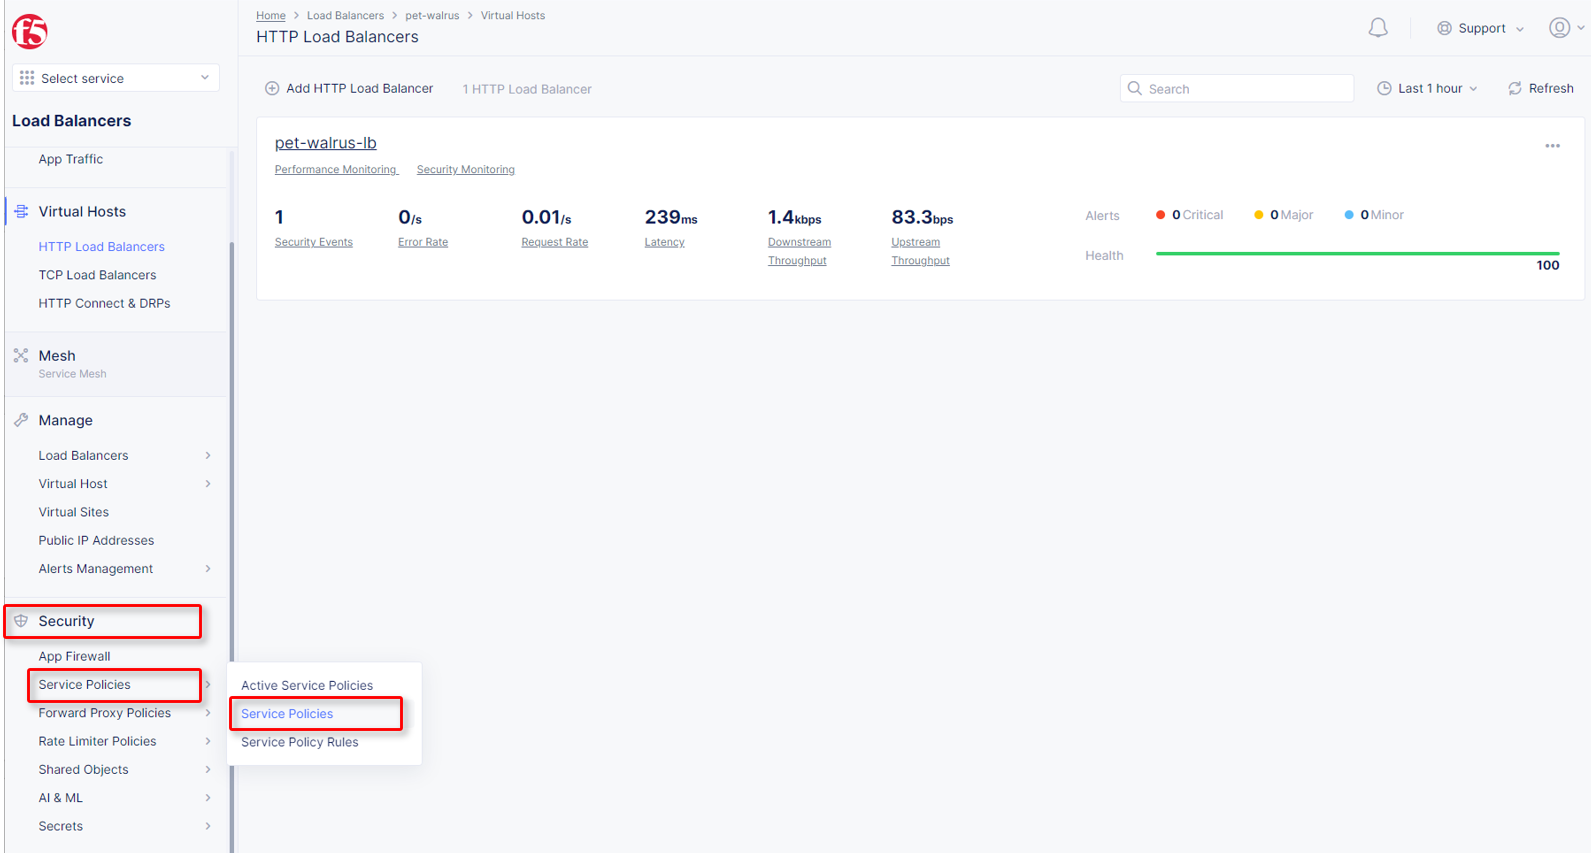 f5
Select service
Load Balancers
App Traffic
Virtual Hosts
HTTP Load Balancers
TCP Load Balancers
HTTP Connect & DRPs
Mesh
Service Mesh
Manage
Load Balancers
Virtual Host
Virtual Sites
Public IP Addresses
Alerts Management
Security
App Firewall
Service Policies
Forward Proxy Policies
Rate Limiter Policies
Shared Objects
AI & ML
Secrets
Active Service Policies
Service Policies
Service Policy Rules
Home > Load Balancers > pet-walrus > Virtual Hosts
HTTP Load Balancers
Support
Add HTTP Load Balancer 1 HTTP Load Balancer
Search
Last 1 hour
Refresh
pet-walrus-lb
Performance Monitoring Security Monitoring
1
Security Events
0/s
Error Rate
0.01/s
Request Rate
239ms
Latency
1.4kbps
Downstream
Throughput
83.3bps
Upstream
Throughput
Alerts 0 Critical 0 Major 0 Minor
Health
100